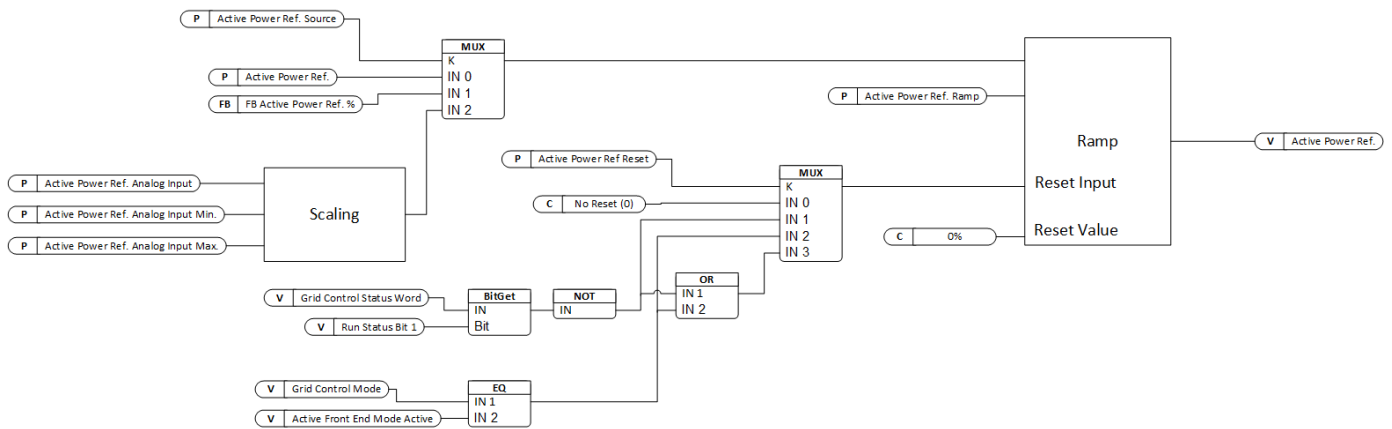 P Active Power Ref. Source
MUX
K
P Active Power Ref.
IN 0
FB FB Active Power Ref. %
IN 1
IN 2
P Active Power Ref. Ramp
Ramp
V Active Power Ref.
P Active Power Ref Reset
MUX
K
Reset Input
P Active Power Ref. Analog Input
C No Reset (0)
IN 0
P Active Power Ref. Analog Input Min.
Scaling
IN 1
IN 2
C 0%
Reset Value
P Active Power Ref. Analog Input Max.
IN 3
OR
IN 1
IN 2
V Grid Control Status Word
BitGet
IN
Bit
NOT
IN
V Run Status Bit 1
V Grid Control Mode
EQ
IN 1
V Active Front End Mode Active
IN 2